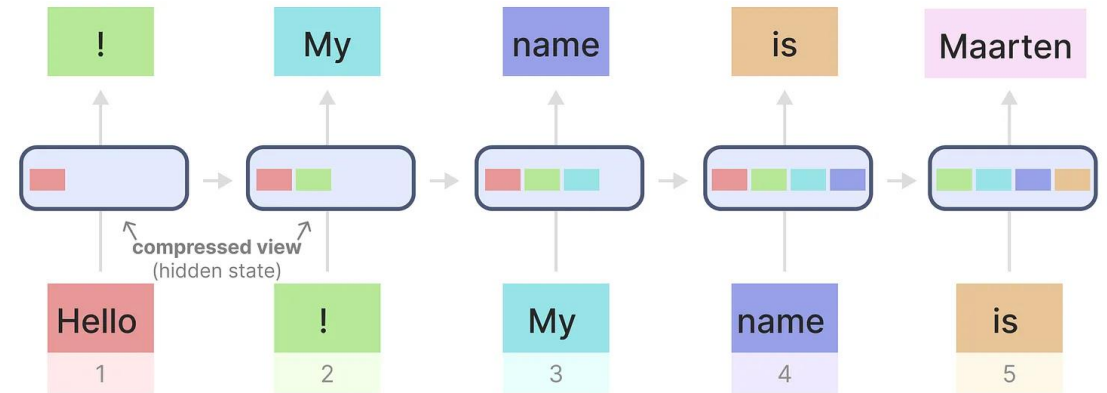 ! My name is Maarten
compressed view
(hidden state)
Hello ! My name is
1 2 3 4 5